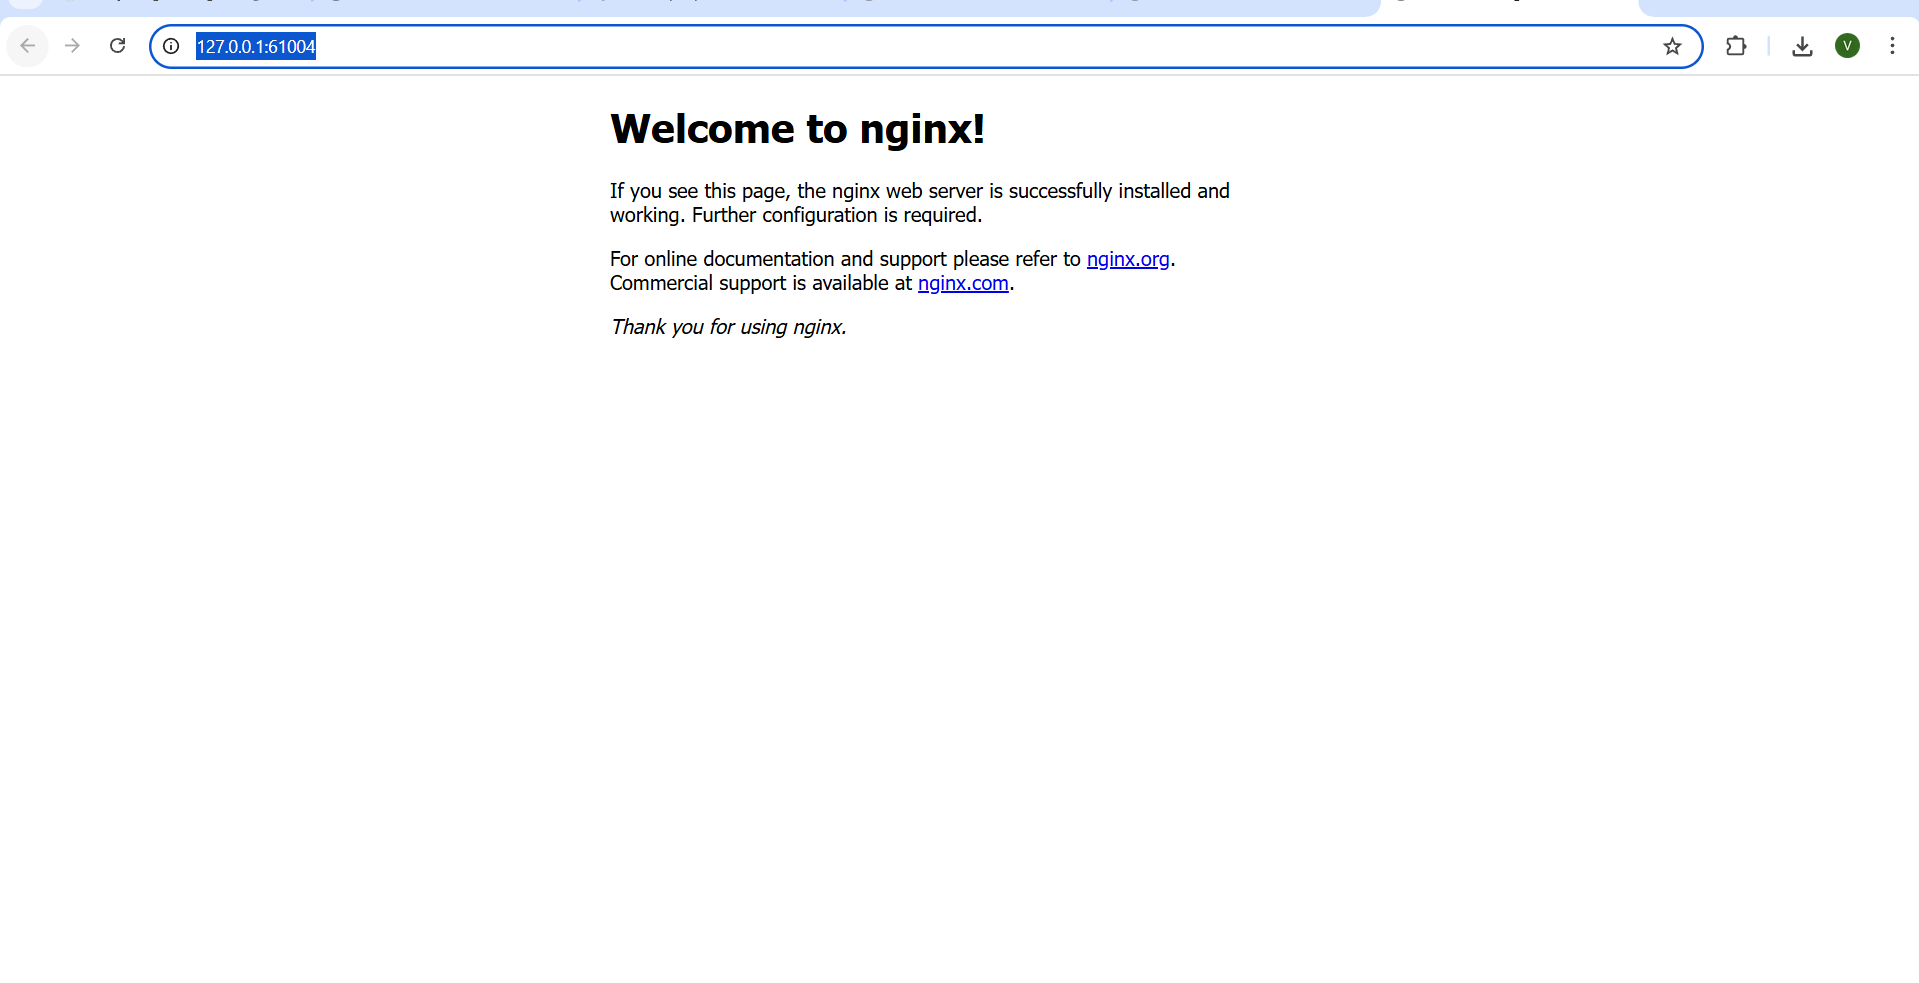 127.0.0.1:61004
V
Welcome to nginx!
If you see this page, the nginx web server is successfully installed and
working. Further configuration is required.
For online documentation and support please refer to nginx.org.
Commercial support is available at nginx.com.
Thank you for using nginx.